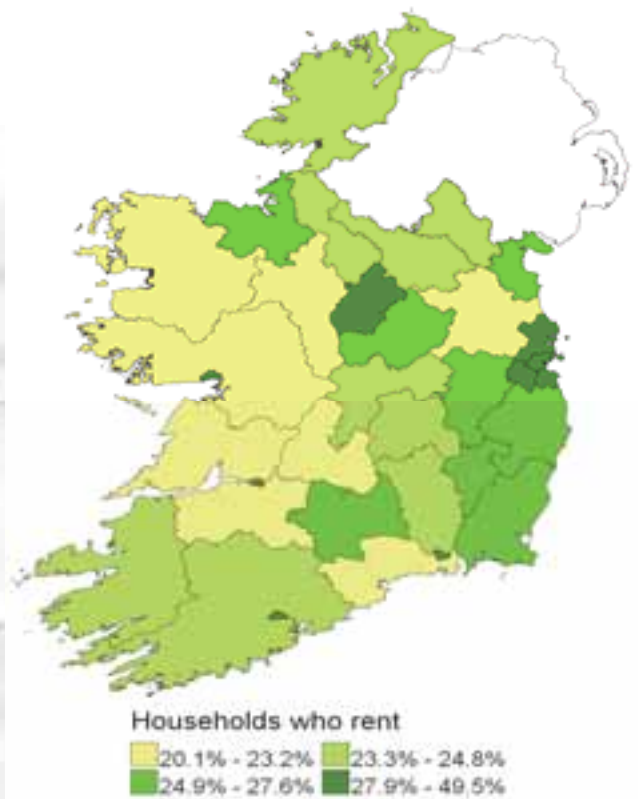 Households who rent
20.1% - 23.2% 23.3% - 24.8%
24.9% - 27.6% 27.9% - 49.5%